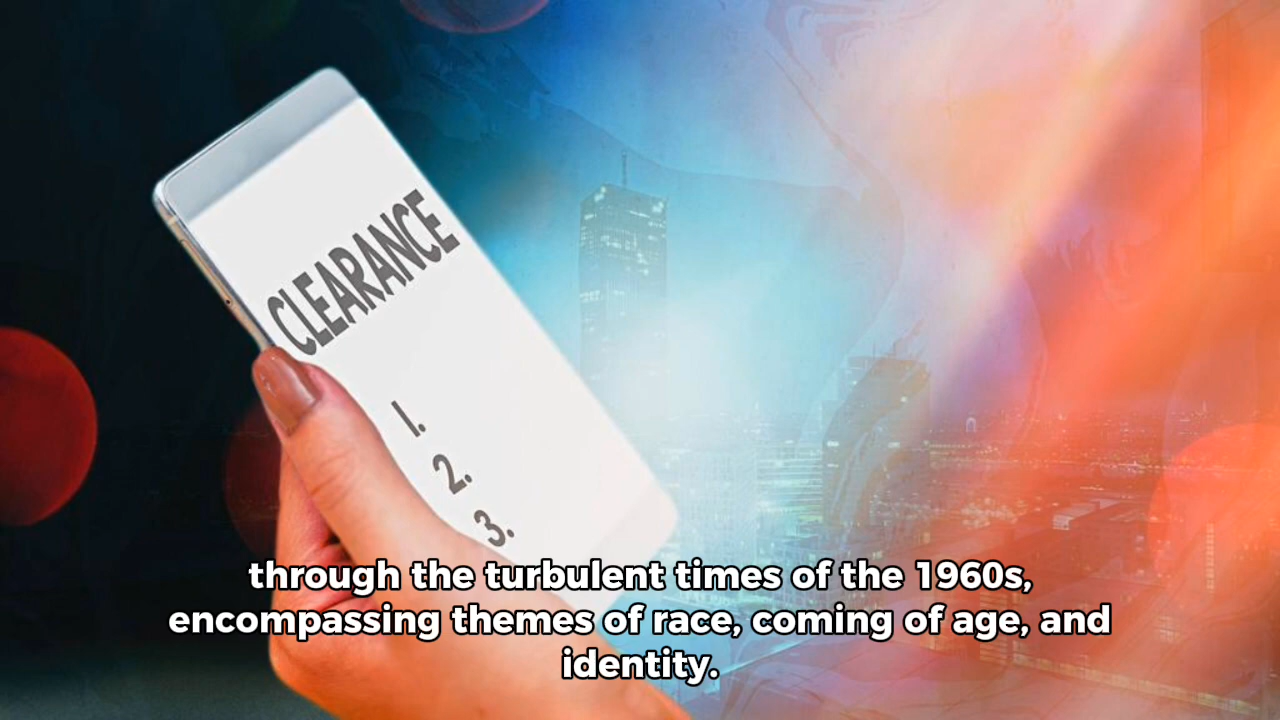 CLEARANCE
1.
2.
3.
through the turbulent times of the 1960s,
encompassing themes of race, coming of age, and
identity.